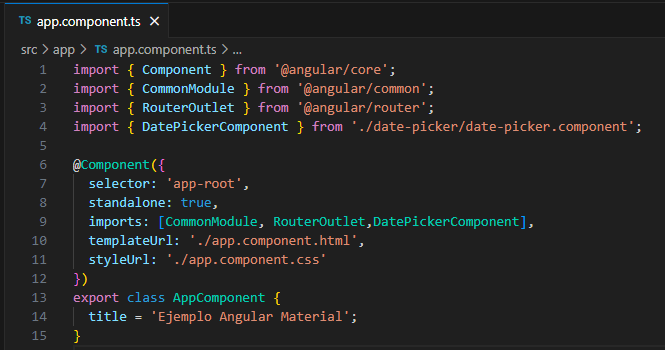 TS app.component.ts ×
src > app > TS app.component.ts > ...
1 import { Component } from '@angular/core';
2 import { CommonModule } from '@angular/common';
3 import { RouterOutlet } from '@angular/router';
4 import { DatePickerComponent } from './date-picker/date-picker.component';
5
6 @Component({
7   selector: 'app-root',
8   standalone: true,
9   imports: [CommonModule, RouterOutlet,DatePickerComponent],
10   templateUrl: './app.component.html',
11   styleUrl: './app.component.css'
12 })
13 export class AppComponent {
14   title = 'Ejemplo Angular Material';
15 }